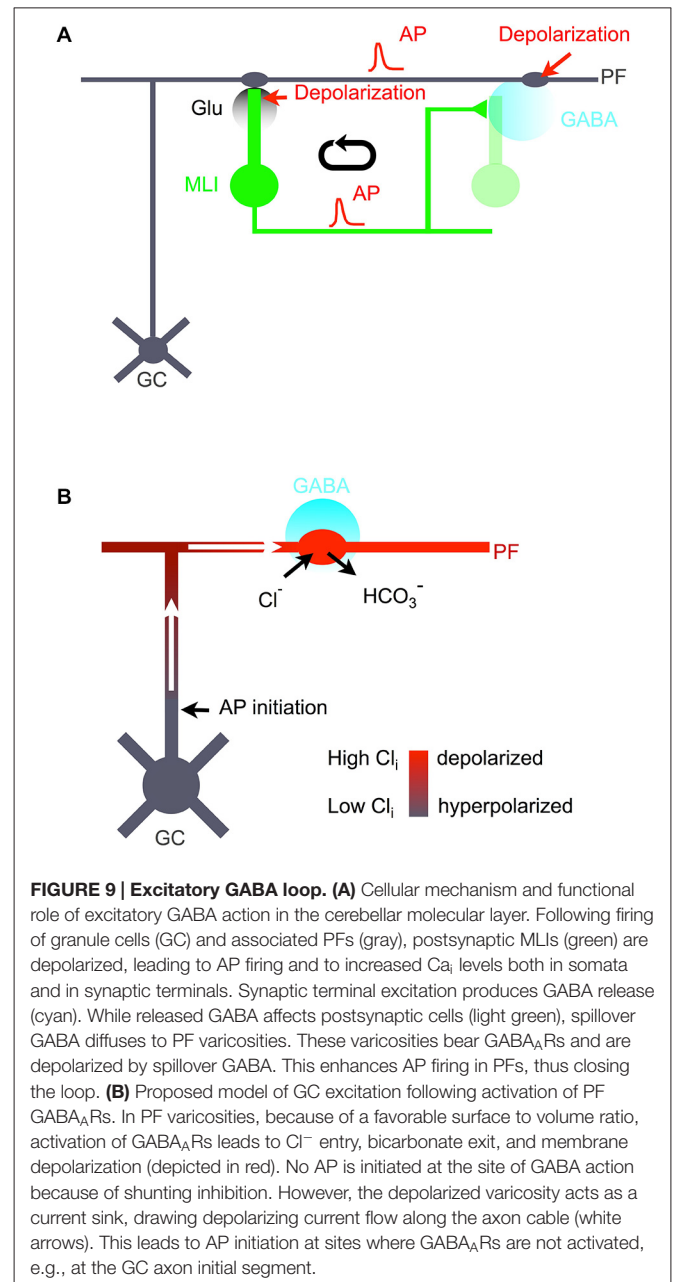 A
AP
Depolarization
PF
Depolarization
Glu
GABA
MLI
AP
GC
B
GABA
PF
Cl⁻
HCO₃⁻
AP initiation
High Clᵢ depolarized
Low Clᵢ hyperpolarized
GC
FIGURE 9 | Excitatory GABA loop. (A) Cellular mechanism and functional
role of excitatory GABA action in the cerebellar molecular layer. Following firing
of granule cells (GC) and associated PFs (gray), postsynaptic MLIs (green) are
depolarized, leading to AP firing and to increased Caᵢ levels both in somata
and in synaptic terminals. Synaptic terminal excitation produces GABA release
(cyan). While released GABA affects postsynaptic cells (light green), spillover
GABA diffuses to PF varicosities. These varicosities bear GABA_ARs and are
depolarized by spillover GABA. This enhances AP firing in PFs, thus closing
the loop. (B) Proposed model of GC excitation following activation of PF
GABA_ARs. In PF varicosities, because of a favorable surface to volume ratio,
activation of GABA_ARs leads to Cl⁻ entry, bicarbonate exit, and membrane
depolarization (depicted in red). No AP is initiated at the site of GABA action
because of shunting inhibition. However, the depolarized varicosity acts as a
current sink, drawing depolarizing current flow along the axon cable (white
arrows). This leads to AP initiation at sites where GABA_ARs are not activated,
e.g., at the GC axon initial segment.